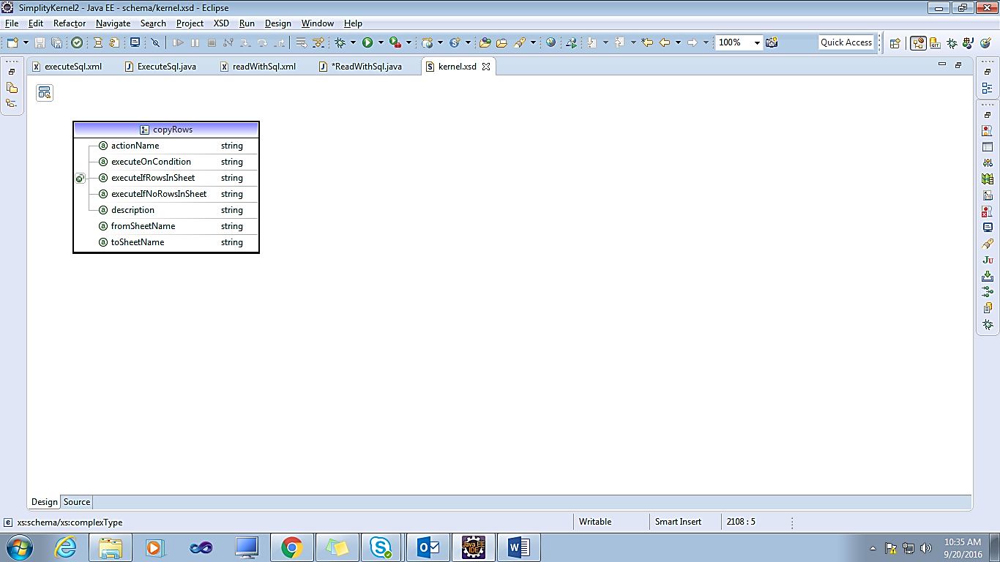 SimplityKernel2 - Java EE - schema/kernel.xsd - Eclipse
File Edit Refactor Navigate Search Project XSD Run Design Window Help
100% Quick Access
executeSql.xml ExecuteSql.java readWithSql.xml *ReadWithSql.java kernel.xsd
copyRows
actionName string
executeOnCondition string
executeIfRowsInSheet string
executeIfNoRowsInSheet string
description string
fromSheetName string
toSheetName string
Design Source
xs:schema/xs:complexType Writable Smart Insert 2108 : 5
10:35 AM
9/20/2016